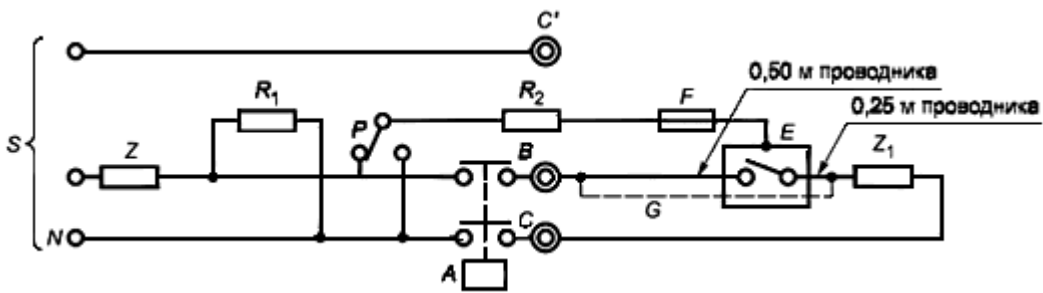 C'
0,50 м проводника
R₁
R₂
F
0,25 м проводника
P
E
S
Z
B
Z₁
G
N
C
A